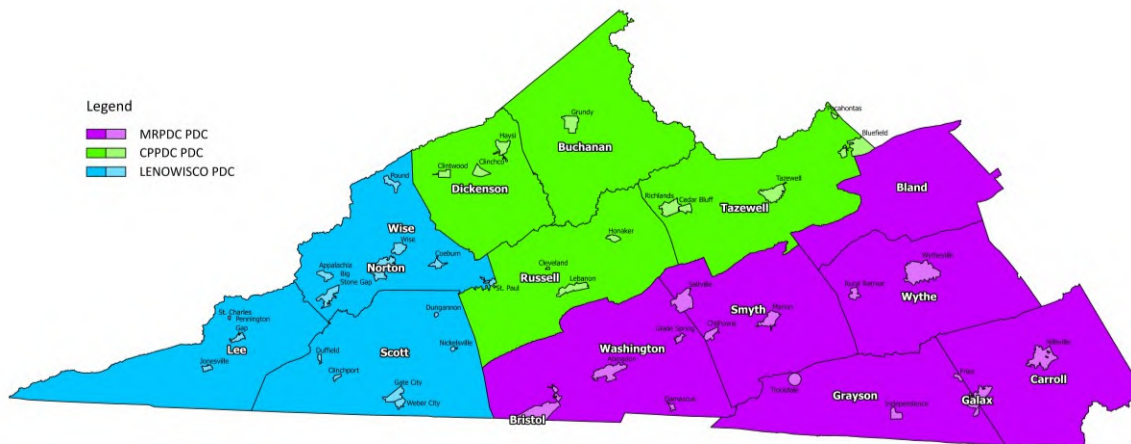 Legend
MRPDC PDC
CPPDC PDC
LENOWISCO PDC
Pocahontas
Bluefield
Grundy
Haysi
Buchanan
Clintwood
Clinchco
Dickenson
Pound
Tazewell
Richlands
Cedar Bluff
Tazewell
Bland
Wise
Wise
Honaker
Coeburn
Norton
Appalachia
Big
Stone Gap
Cleveland
Russell
Lebanon
St. Paul
Wytheville
Rural Retreat
Wythe
Saltville
Smyth
Marion
Dungannon
St. Charles
Pennington
Gap
Lee
Jonesville
Scott
Nickelsville
Duffield
Clinchport
Gate City
Weber City
Glade Spring
Chilhowie
Washington
Abingdon
Hillsville
Carroll
Fries
Troutdale
Grayson
Galax
Independence
Damascus
Bristol